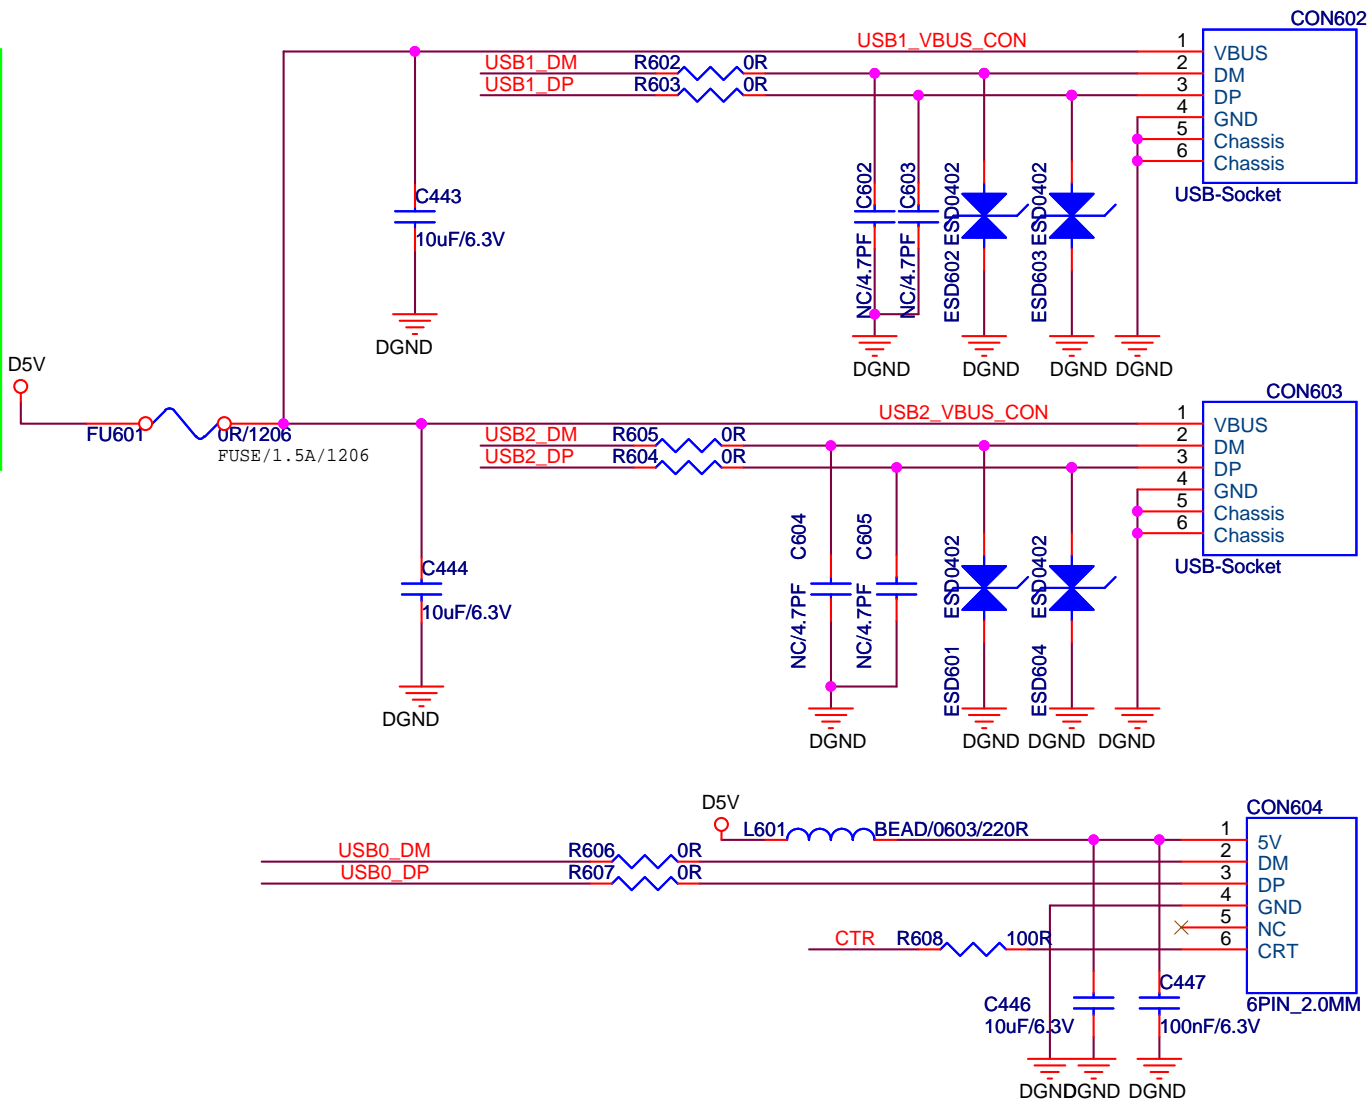 CON602
USB1_VBUS_CON
1 VBUS
USB1_DM R602 0R 2 DM
USB1_DP R603 0R 3 DP
4 GND
5 Chassis
6 Chassis
USB-Socket
C443
10uF/6.3V
DGND
C602
NC/4.7PF
C603
NC/4.7PF
ESD0402
ESD602
ESD0402
ESD603
DGND DGND DGND DGND
D5V
FU601 0R/1206
FUSE/1.5A/1206
CON603
USB2_VBUS_CON
1 VBUS
USB2_DM R605 0R 2 DM
USB2_DP R604 0R 3 DP
4 GND
5 Chassis
6 Chassis
USB-Socket
C444
10uF/6.3V
DGND
C604
NC/4.7PF
C605
NC/4.7PF
ESD0402
ESD601
ESD0402
ESD604
DGND DGND DGND DGND
D5V
CON604
L601 BEAD/0603/220R 1 5V
USB0_DM R606 0R 2 DM
USB0_DP R607 0R 3 DP
4 GND
5 NC
CTR R608 100R 6 CRT
6PIN_2.0MM
C446
10uF/6.3V
C447
100nF/6.3V
DGND DGND DGND